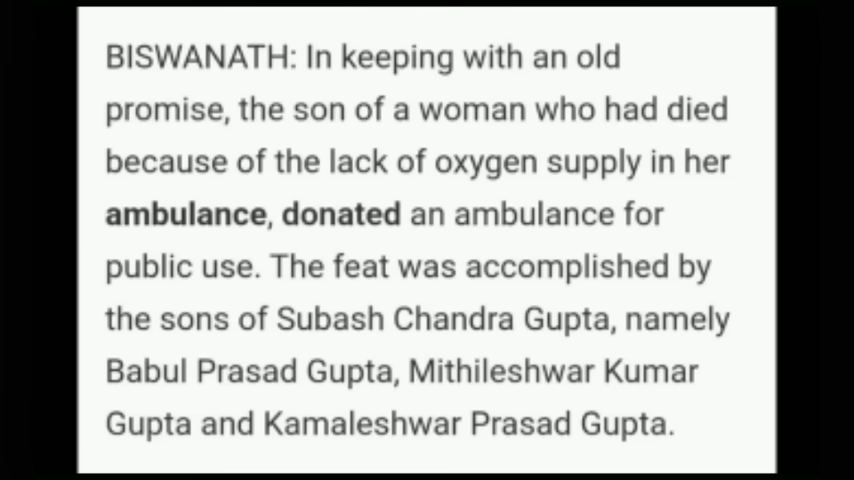 BISWANATH: In keeping with an old
promise, the son of a woman who had died
because of the lack of oxygen supply in her
ambulance, donated an ambulance for
public use. The feat was accomplished by
the sons of Subash Chandra Gupta, namely
Babul Prasad Gupta, Mithileshwar Kumar
Gupta and Kamaleshwar Prasad Gupta.